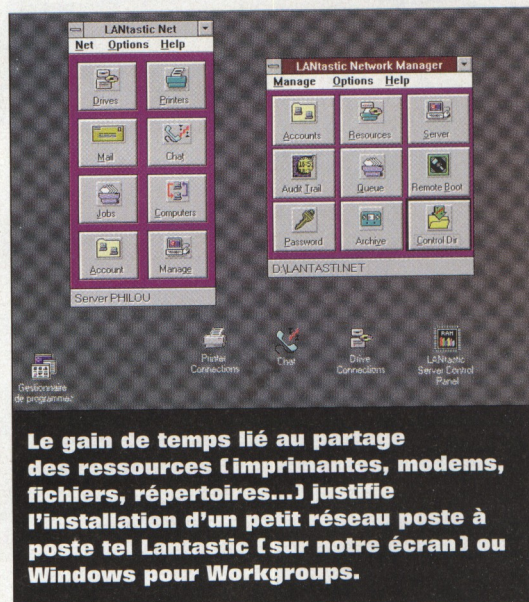 LANtastic Net
Net Options Help
Drives Printers
Mail Chat
Jobs Computers
Account Manage
Server PHILOU
LANtastic Network Manager
Manage Options Help
Accounts Resources Server
Audit Trail Queue Remote Boot
Password Archive Control Dir
D:\LANTASTI.NET
Gestionnaire
de programmes
Printer
Connections
Chat
Drive
Connections
LANtastic
Server Control
Panel
Le gain de temps lié au partage
des ressources (imprimantes, modems,
fichiers, répertoires...) justifie
l'installation d'un petit réseau poste à
poste tel Lantastic (sur notre écran) ou
Windows pour Workgroups.